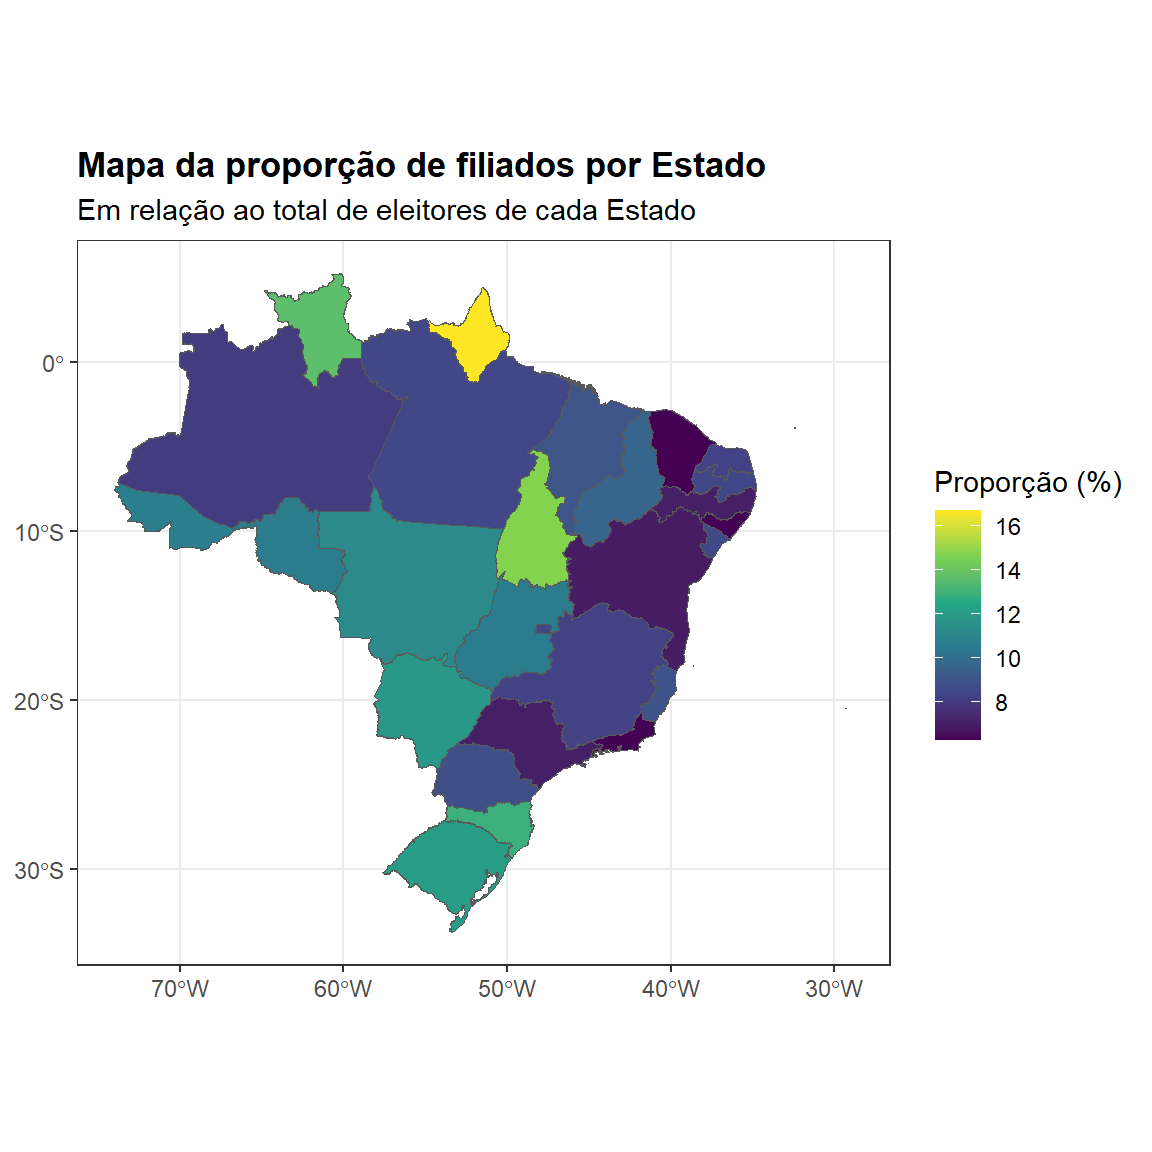 Mapa da proporção de filiados por Estado
Em relação ao total de eleitores de cada Estado
0°
10°S
20°S
30°S
70°W
60°W
50°W
40°W
30°W
Proporção (%)
16
14
12
10
8